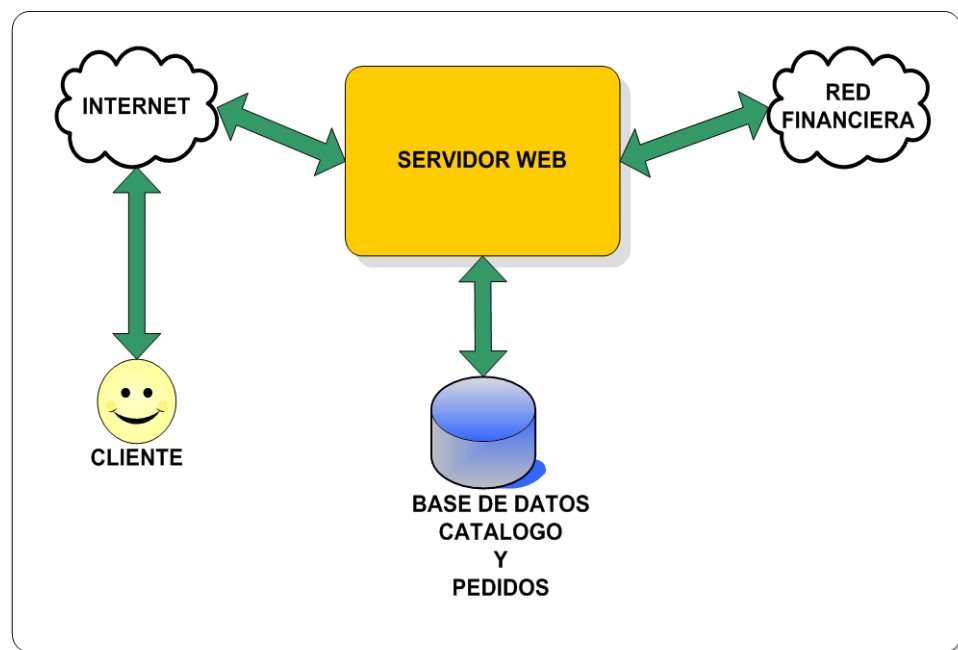 INTERNET
SERVIDOR WEB
RED
FINANCIERA
CLIENTE
BASE DE DATOS
CATALOGO
Y
PEDIDOS